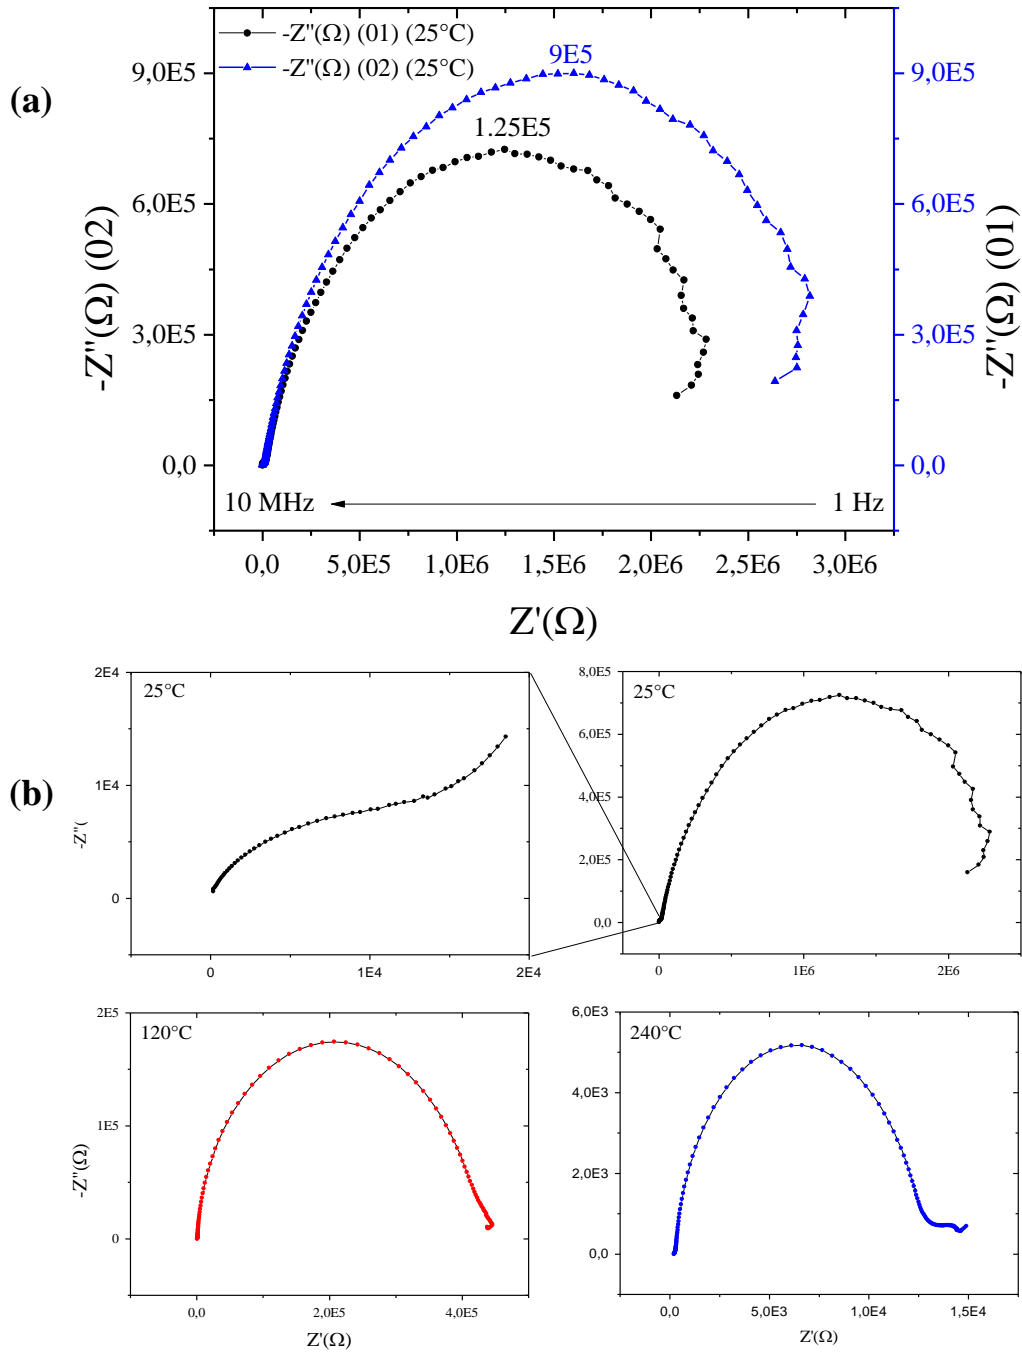 (a)
-Z''(Ω) (01) (25°C)
-Z''(Ω) (02) (25°C)
9E5
1.25E5
9,0E5
6,0E5
3,0E5
0,0
-Z''(Ω) (02)
9,0E5
6,0E5
3,0E5
0,0
-Z''(Ω) (01)
10 MHz
1 Hz
0,0 5,0E5 1,0E6 1,5E6 2,0E6 2,5E6 3,0E6
Z'(Ω)
(b)
25°C
2E4
1E4
0
-Z''(
0 1E4 2E4
25°C
8,0E5
6,0E5
4,0E5
2,0E5
0,0
0 1E6 2E6
120°C
2E5
1E5
0
-Z''(Ω)
0,0 2,0E5 4,0E5
Z'(Ω)
240°C
6,0E3
4,0E3
2,0E3
0,0
0,0 5,0E3 1,0E4 1,5E4
Z'(Ω)